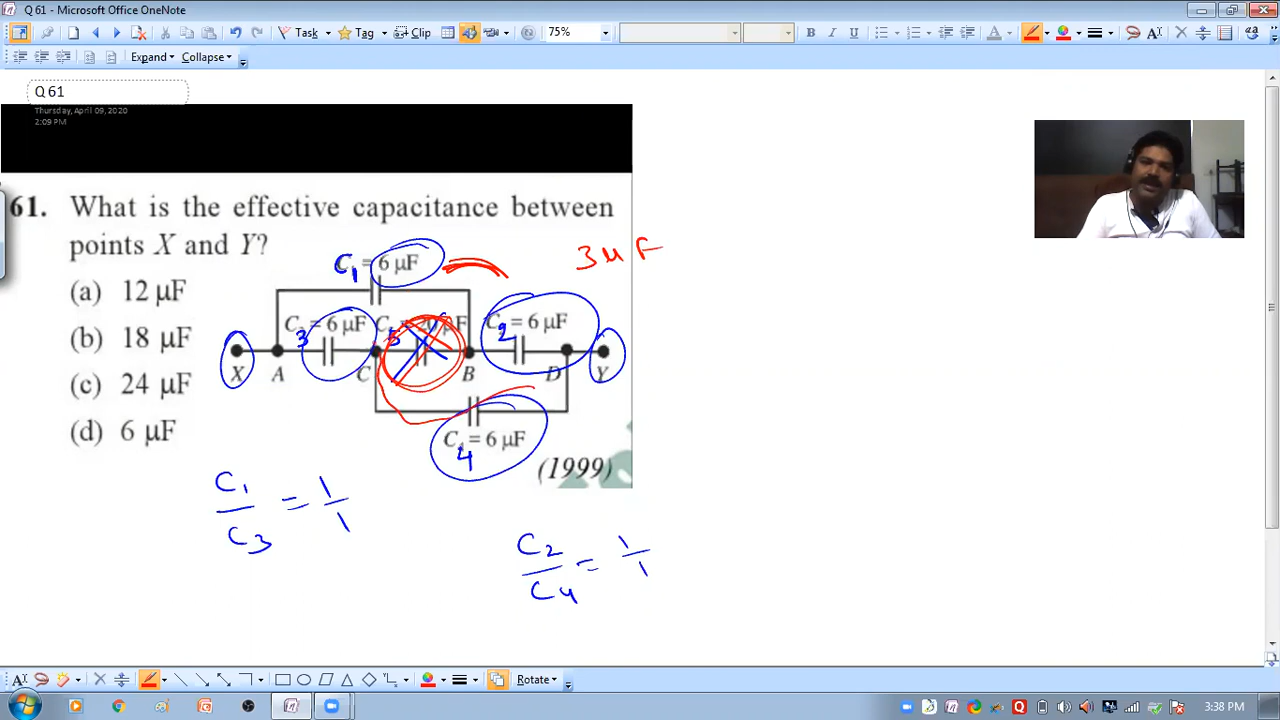 Q 61 - Microsoft Office OneNote
Task
Tag
Clip
75%
B I U
A
Expand
Collapse
Q 61
Thursday, April 09, 2020
2:09 PM
61. What is the effective capacitance between
points X and Y?
(a) 12 μF
(b) 18 μF
(c) 24 μF
(d) 6 μF
3 μ F
C1 = 6 μF
C3 = 6 μF
C5 = 20 μF
C2 = 6 μF
X A C B D Y
C4 = 6 μF
(1999)
C1/C3 = 1/1
C2/C4 = 1/1
A
Rotate
3:38 PM